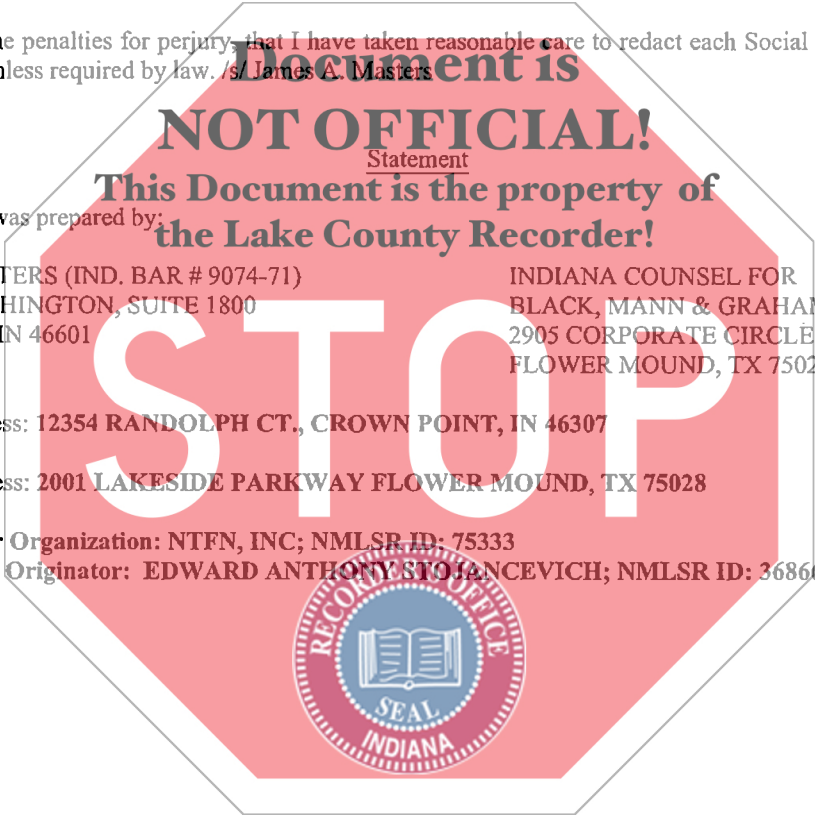 e penalties for perjury, that I have taken reasonable care to redact each Social
less required by law. /s/ James A. Masters
Document is
NOT OFFICIAL!
Statement
This Document is the property of
was prepared by:
the Lake County Recorder!
TERS (IND. BAR # 9074-71)
INDIANA COUNSEL FOR
HINGTON, SUITE 1800
BLACK, MANN & GRAHAM
IN 46601
2905 CORPORATE CIRCLE
FLOWER MOUND, TX 7502
STOP
ss: 12354 RANDOLPH CT., CROWN POINT, IN 46307
ss: 2001 LAKESIDE PARKWAY FLOWER MOUND, TX 75028
Organization: NTFN, INC; NMLSR ID: 75333
Originator: EDWARD ANTHONY STOJANCEVICH; NMLSR ID: 3686
RECORDER'S OFFICE
SEAL
INDIANA